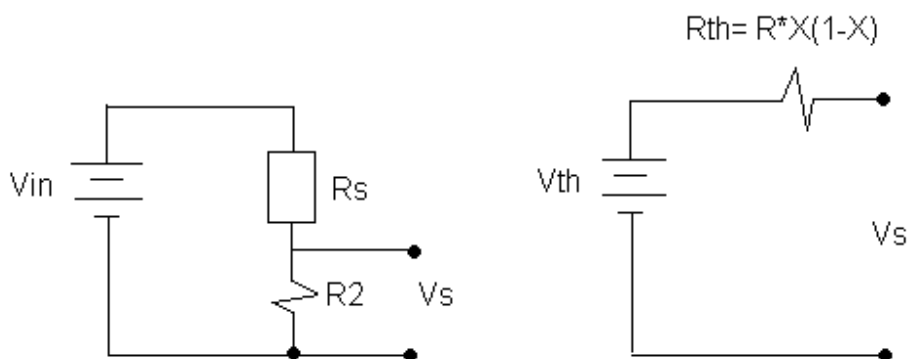 Rth= R*X(1-X)
Vin
Rs
R2
Vs
Vth
Vs